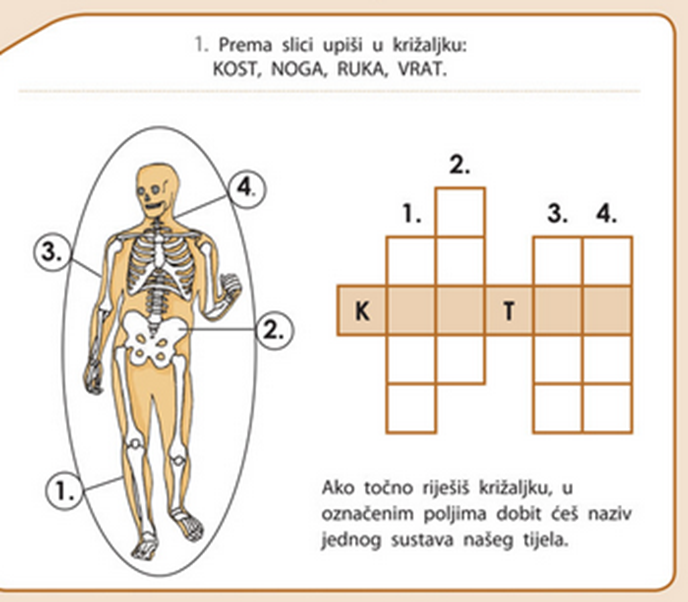 1. Prema slici upiši u križaljku:
KOST, NOGA, RUKA, VRAT.
4.
3.
2.
1.
2.
1.
3. 4.
K T
Ako točno riješiš križaljku, u
označenim poljima dobit ćeš naziv
jednog sustava našeg tijela.